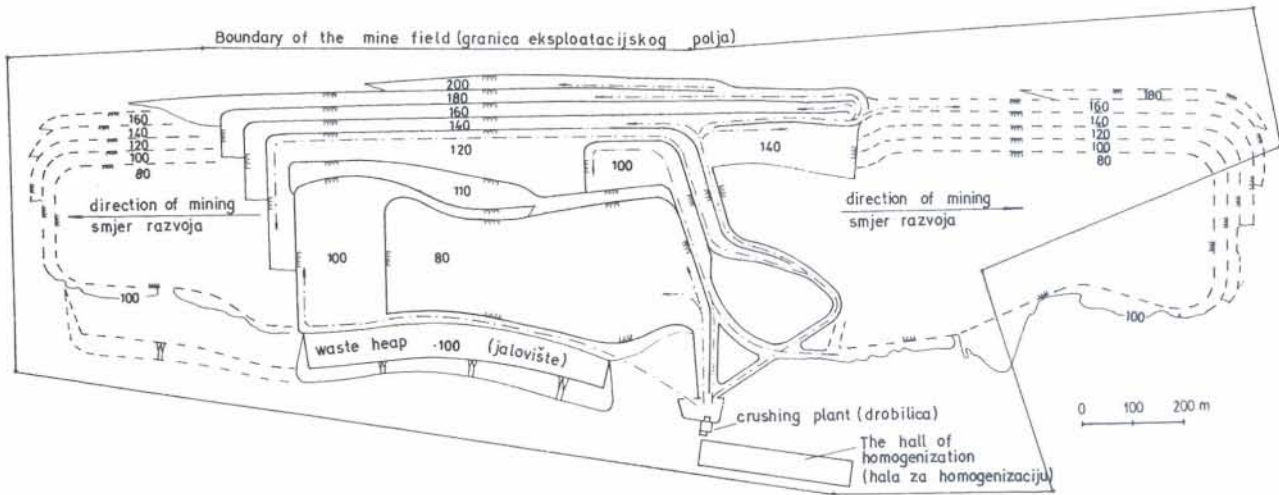 Boundary of the mine field (granica eksploatacijskog polja)
200
180
160
140
120
110
100
80
160
140
120
100
80
direction of mining
smjer razvoja
100
100
140
180
160
140
120
100
80
direction of mining
smjer razvoja
100
waste heap -100 (jalovište)
crushing plant (drobilica)
The hall of
homogenization
(hala za homogenizaciju)
0 100 200 m